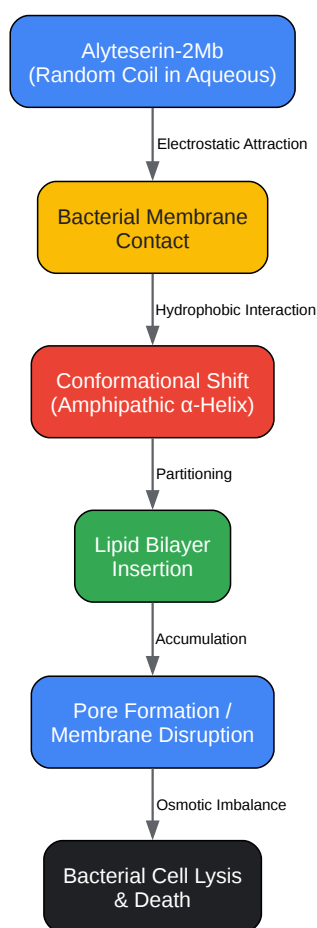 Alyteserin-2Mb
(Random Coil in Aqueous)
Electrostatic Attraction
Bacterial Membrane
Contact
Hydrophobic Interaction
Conformational Shift
(Amphipathic α-Helix)
Partitioning
Lipid Bilayer
Insertion
Accumulation
Pore Formation /
Membrane Disruption
Osmotic Imbalance
Bacterial Cell Lysis
& Death